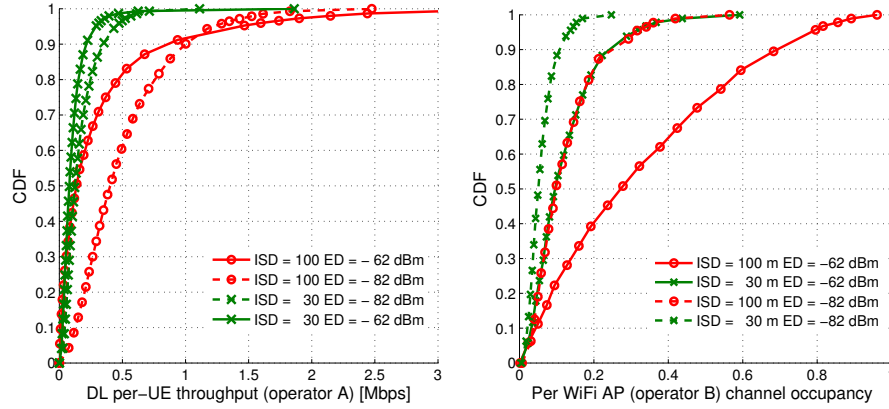 1
0.9
0.8
0.7
0.6
0.5
0.4
0.3
0.2
0.1
0
CDF
ISD = 100 ED = − 62 dBm
ISD = 100 ED = − 82 dBm
ISD = 30 ED = − 82 dBm
ISD = 30 ED = − 62 dBm
0 0.5 1 1.5 2 2.5 3
DL per-UE throughput (operator A) [Mbps]
1
0.9
0.8
0.7
0.6
0.5
0.4
0.3
0.2
0.1
0
CDF
ISD = 100 m ED = −62 dBm
ISD = 30 m ED = −62 dBm
ISD = 100 m ED = −82 dBm
ISD = 30 m ED = −82 dBm
0 0.2 0.4 0.6 0.8 1
Per WiFi AP (operator B) channel occupancy